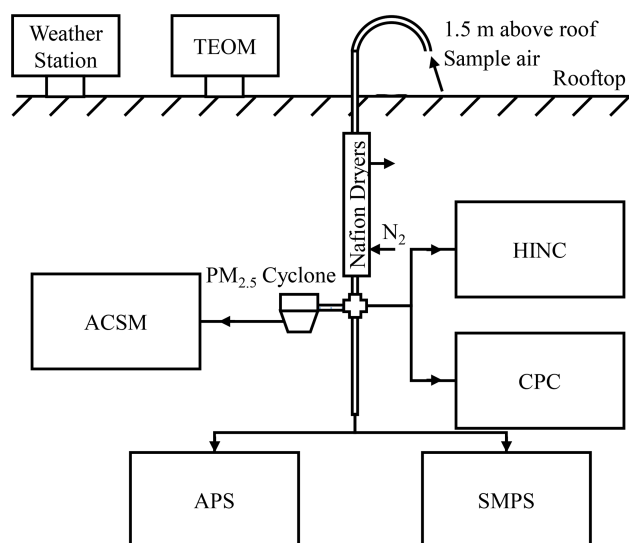 Weather
Station
TEOM
1.5 m above roof
Sample air
Rooftop
Nafion Dryers
N₂
HINC
PM₂.₅ Cyclone
ACSM
CPC
APS
SMPS